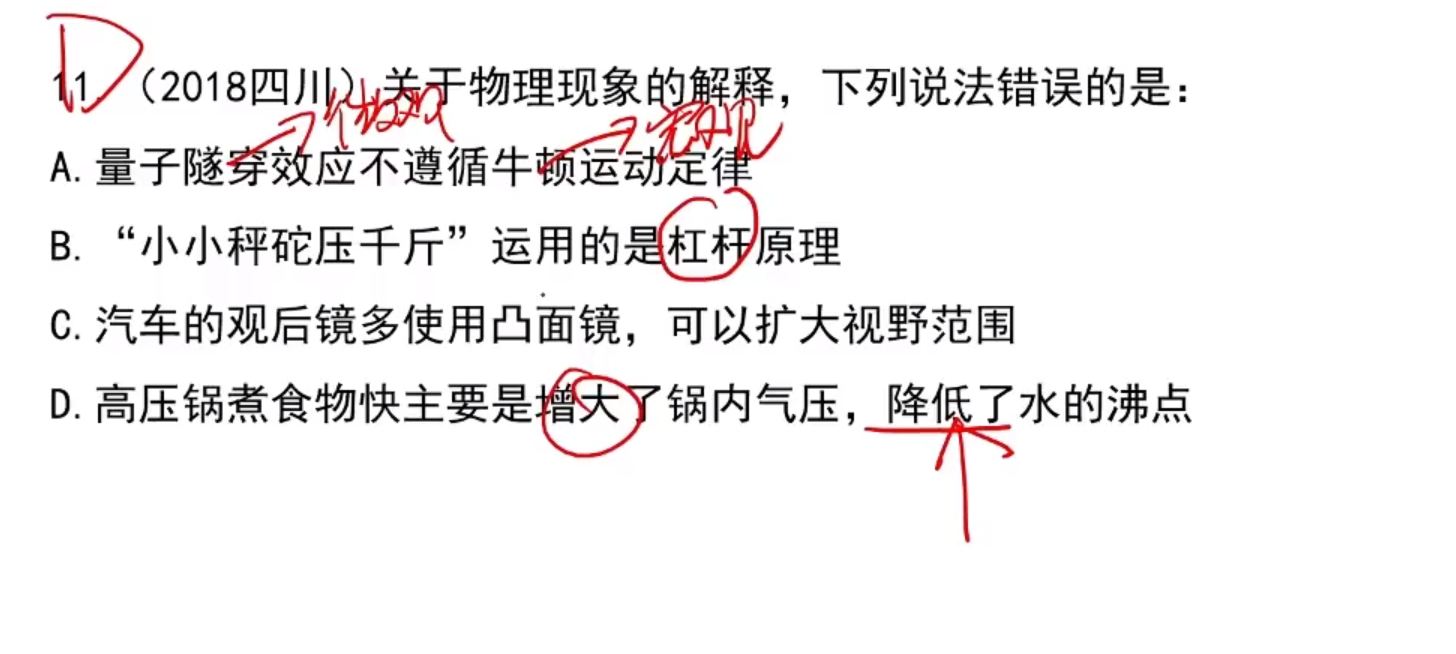 D
11.（2018四川）关于物理现象的解释，下列说法错误的是：
微观 宏观
A. 量子隧穿效应不遵循牛顿运动定律
B. “小小秤砣压千斤”运用的是杠杆原理
C. 汽车的观后镜多使用凸面镜，可以扩大视野范围
D. 高压锅煮食物快主要是增大了锅内气压，降低了水的沸点